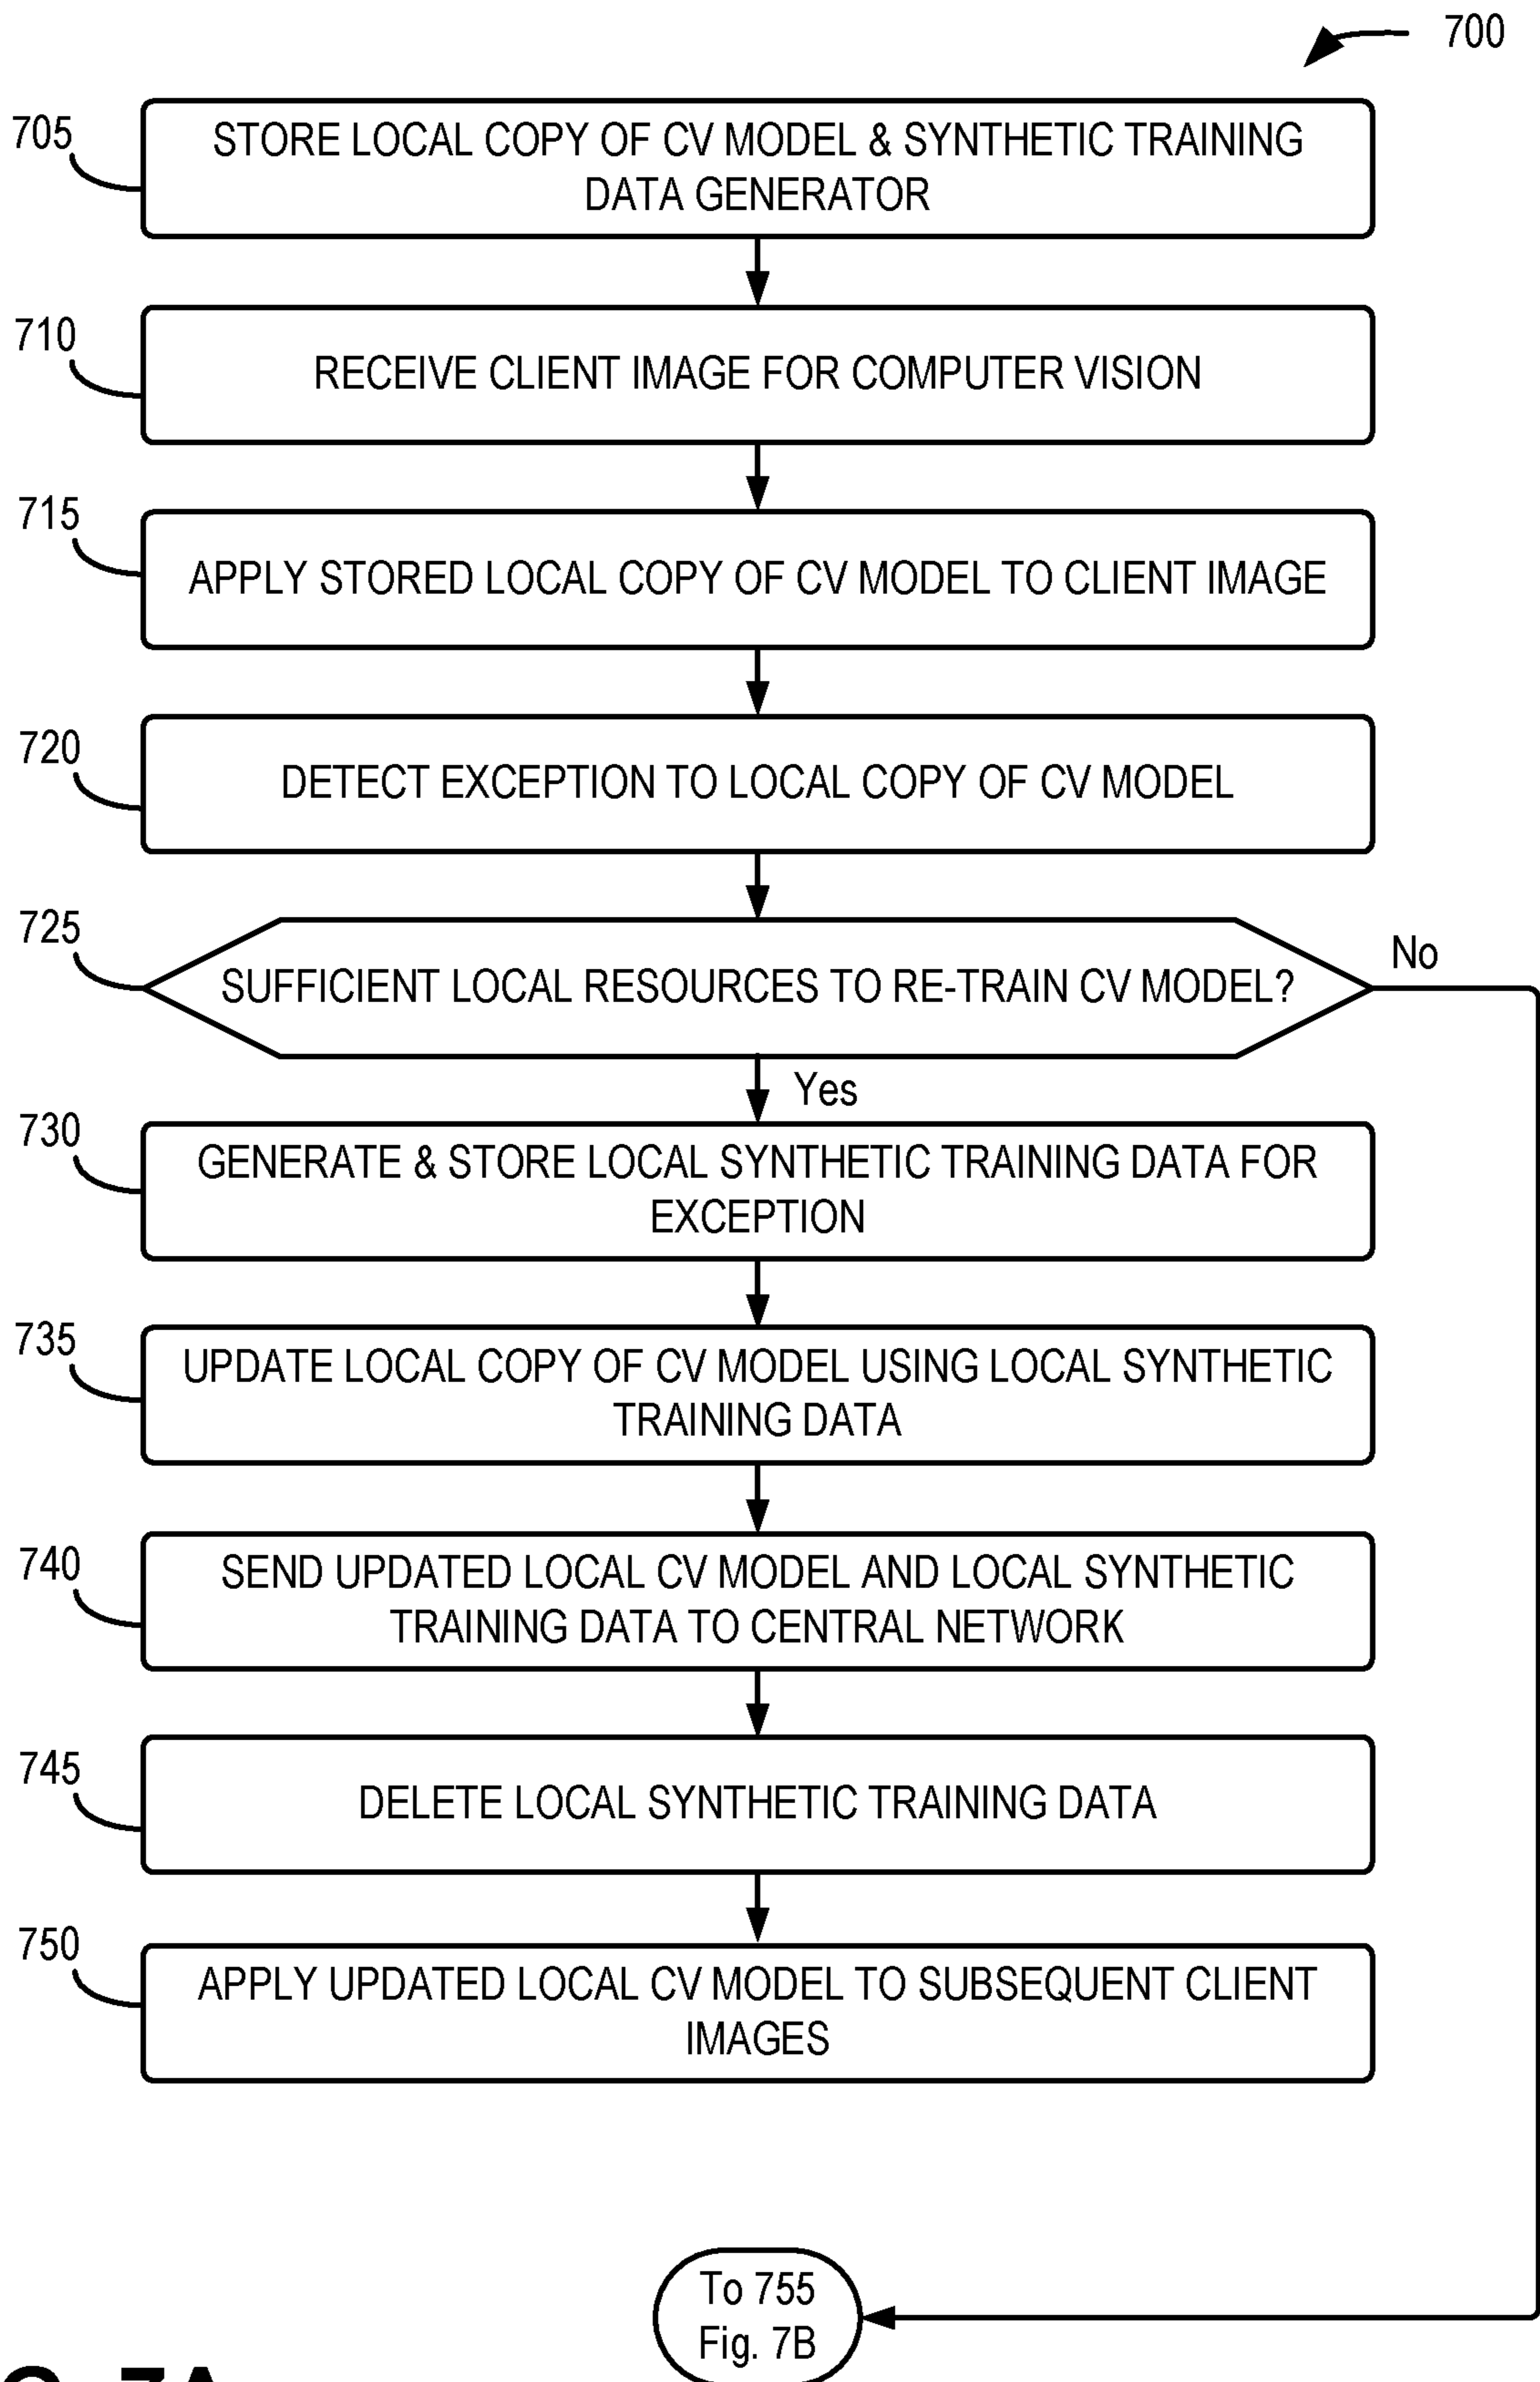 700
705
STORE LOCAL COPY OF CV MODEL & SYNTHETIC TRAINING
DATA GENERATOR
710
RECEIVE CLIENT IMAGE FOR COMPUTER VISION
715
APPLY STORED LOCAL COPY OF CV MODEL TO CLIENT IMAGE
720
DETECT EXCEPTION TO LOCAL COPY OF CV MODEL
725
SUFFICIENT LOCAL RESOURCES TO RE-TRAIN CV MODEL?
No
Yes
730
GENERATE & STORE LOCAL SYNTHETIC TRAINING DATA FOR
EXCEPTION
735
UPDATE LOCAL COPY OF CV MODEL USING LOCAL SYNTHETIC
TRAINING DATA
740
SEND UPDATED LOCAL CV MODEL AND LOCAL SYNTHETIC
TRAINING DATA TO CENTRAL NETWORK
745
DELETE LOCAL SYNTHETIC TRAINING DATA
750
APPLY UPDATED LOCAL CV MODEL TO SUBSEQUENT CLIENT
IMAGES
To 755
Fig. 7B